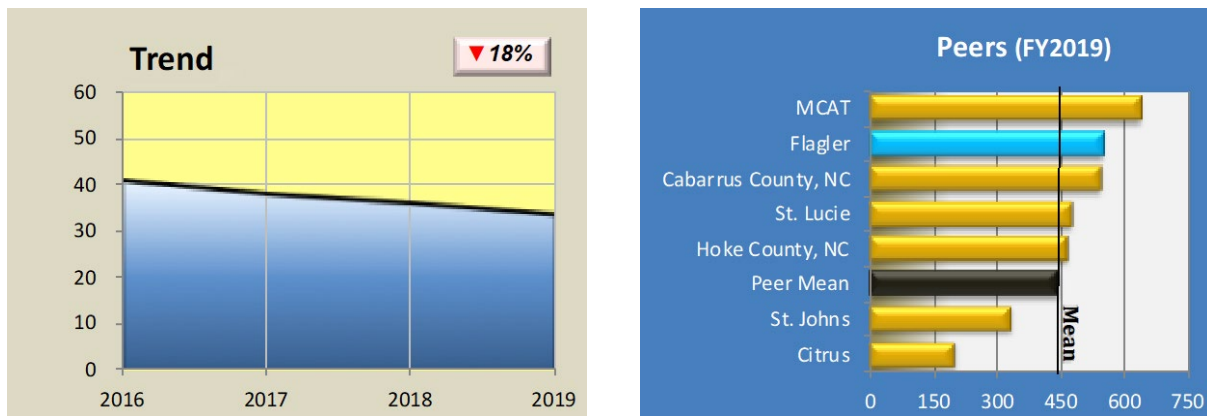 Trend
▼ 18%
60
50
40
30
20
10
0
2016 2017 2018 2019
Peers (FY2019)
MCAT
Flagler
Cabarrus County, NC
St. Lucie
Hoke County, NC
Peer Mean
St. Johns
Citrus
Mean
0 150 300 450 600 750